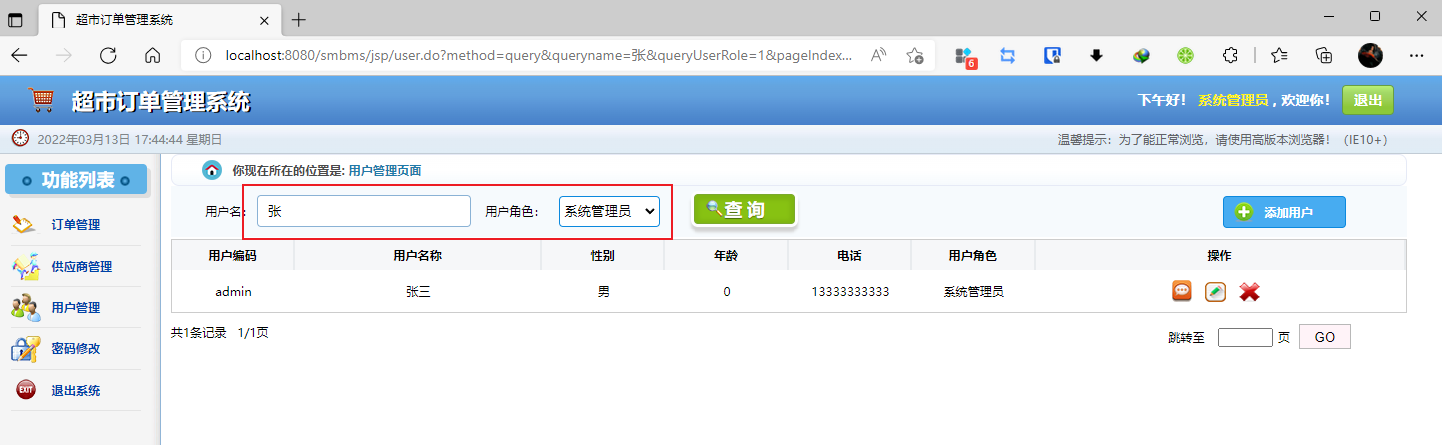 超市订单管理系统
localhost:8080/smbms/jsp/user.do?method=query&queryname=张&queryUserRole=1&pageIndex...
6
超市订单管理系统
下午好！ 系统管理员，欢迎你！ 退出
2022年03月13日 17:44:44 星期日
温馨提示：为了能正常浏览，请使用高版本浏览器！（IE10+）
功能列表
你现在所在的位置是: 用户管理页面
用户名： 张 用户角色： 系统管理员 查 询 添加用户
订单管理
供应商管理
用户管理
密码修改
EXIT 退出系统
用户编码 用户名称 性别 年龄 电话 用户角色 操作
admin 张三 男 0 13333333333 系统管理员
共1条记录 1/1页
跳转至 页 GO